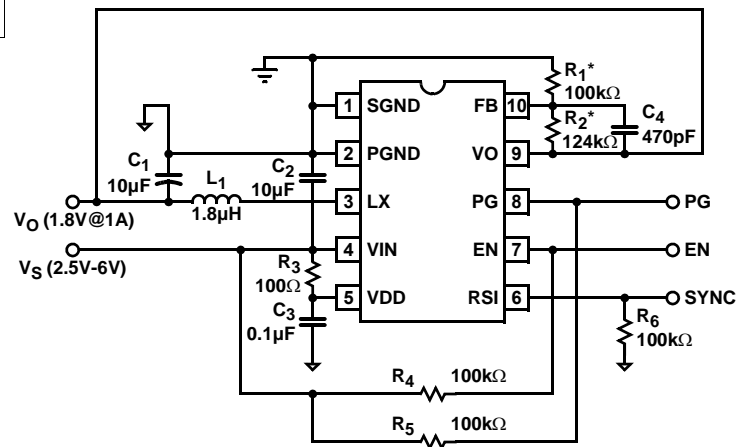 R1*
100kΩ
R2*
124kΩ
C4
470pF
1 SGND FB 10
2 PGND VO 9
3 LX PG 8
4 VIN EN 7
5 VDD RSI 6
C1
10µF
L1
1.8µH
C2
10µF
VO (1.8V@1A)
VS (2.5V-6V)
R3
100Ω
C3
0.1µF
PG
EN
SYNC
R6
100kΩ
R4 100kΩ
R5 100kΩ